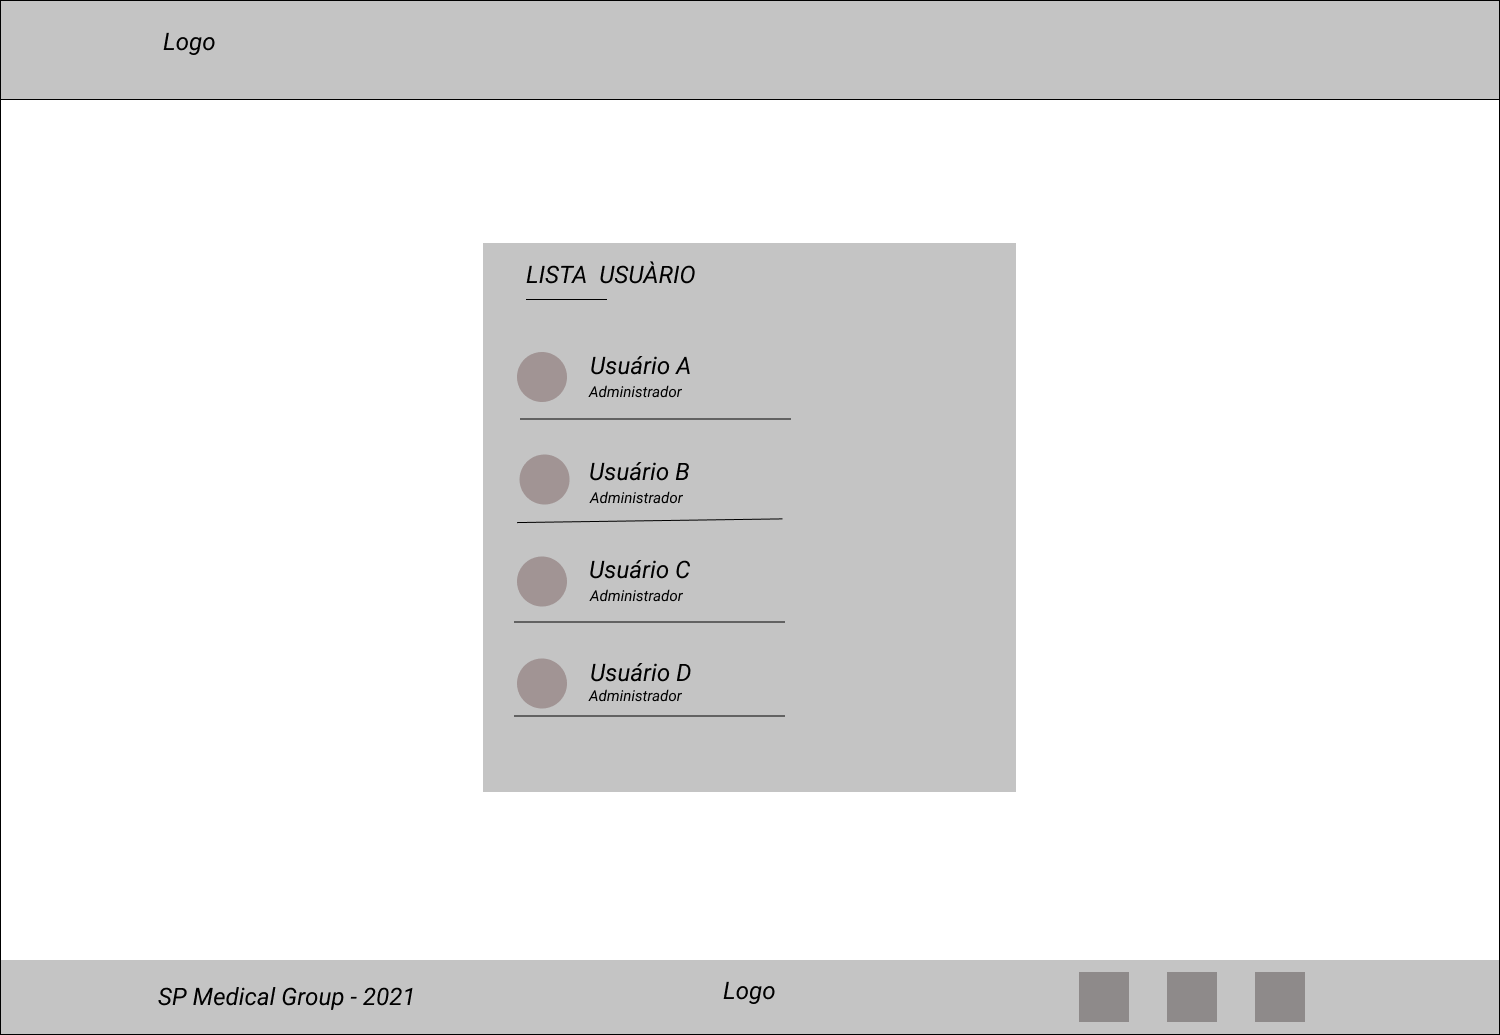 Logo
LISTA USUÀRIO
Usuário A
Administrador
Usuário B
Administrador
Usuário C
Administrador
Usuário D
Administrador
SP Medical Group - 2021
Logo